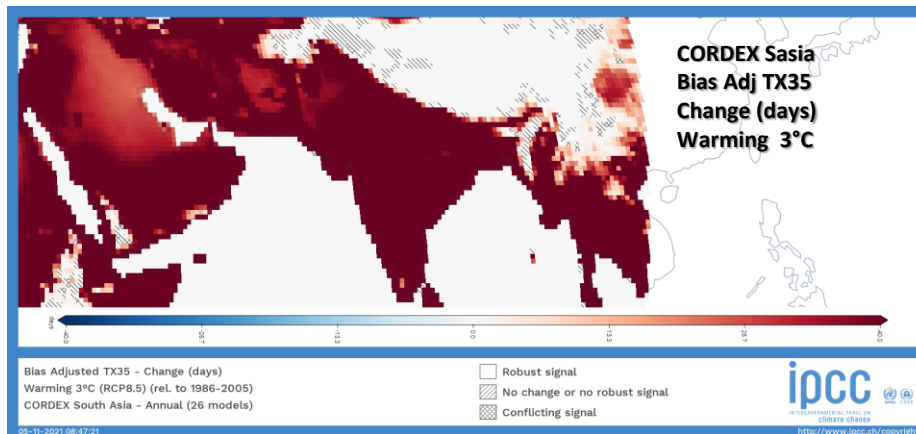 CORDEX Sasia
Bias Adj TX35
Change (days)
Warming 3°C
days
-40.0
-26.7
-13.3
0.0
13.3
26.7
40.0
Bias Adjusted TX35 - Change (days)
Warming 3°C (RCP8.5) (rel. to 1986-2005)
CORDEX South Asia - Annual (26 models)
Robust signal
No change or no robust signal
Conflicting signal
ipcc
INTERGOVERNMENTAL PANEL ON
climate change
05-11-2021 08:47:21
http://www.ipcc.ch/copyright